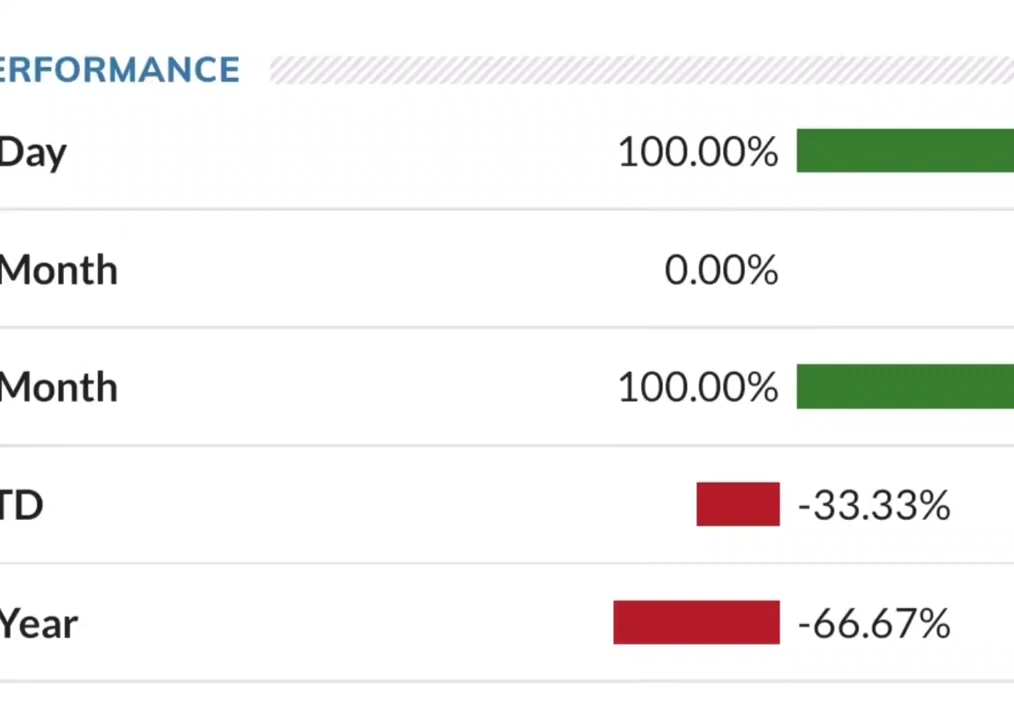 ERFORMANCE
Day 100.00%
Month 0.00%
Month 100.00%
TD -33.33%
Year -66.67%